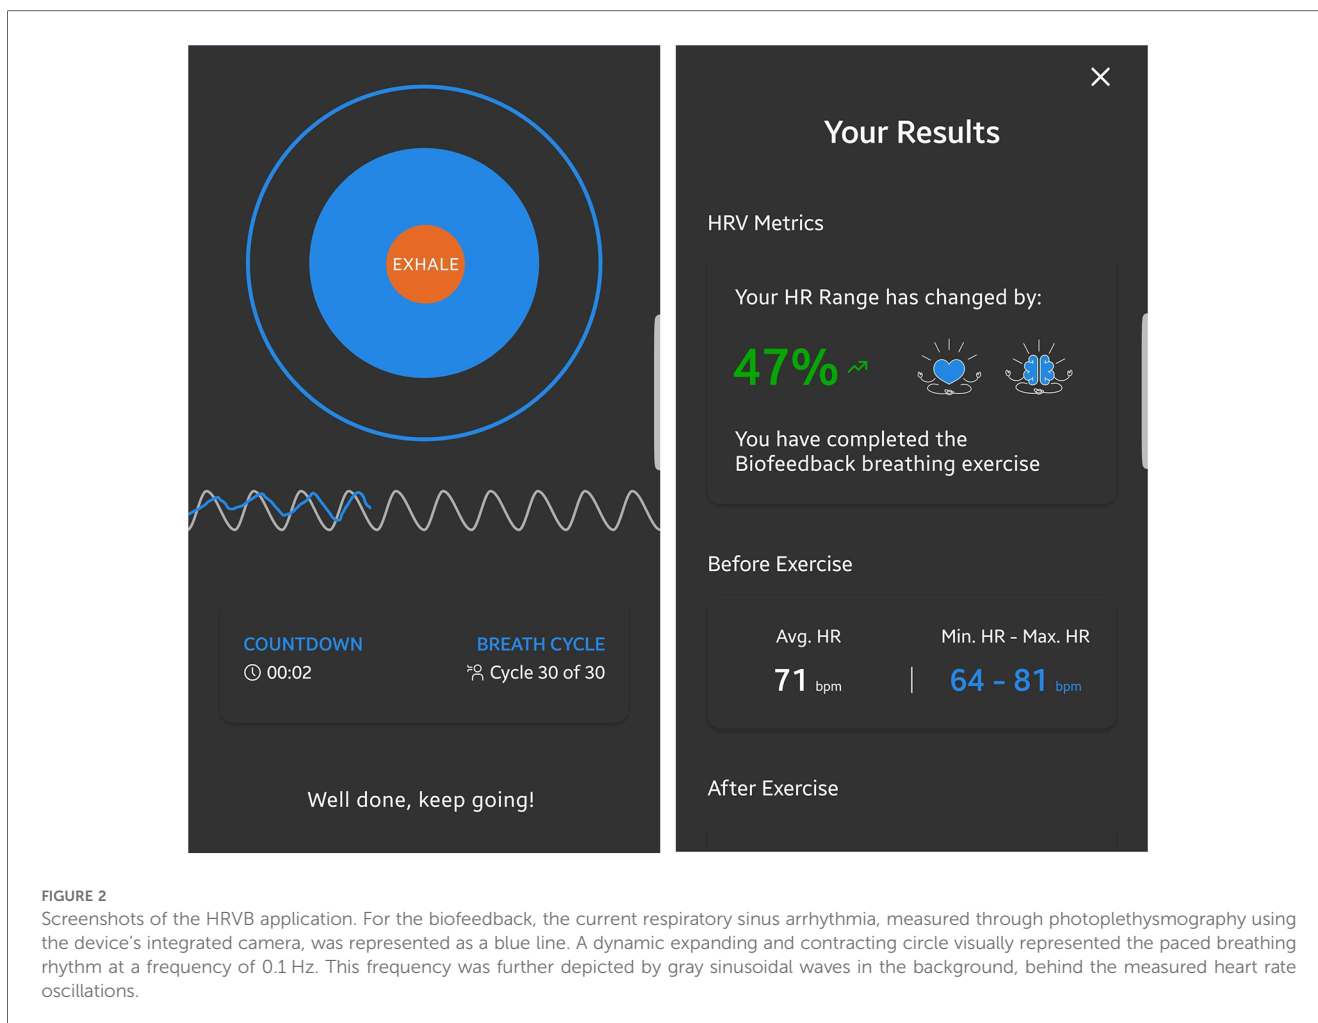 EXHALE
COUNTDOWN
00:02
BREATH CYCLE
Cycle 30 of 30
Well done, keep going!
Your Results
HRV Metrics
Your HR Range has changed by:
47%
You have completed the
Biofeedback breathing exercise
Before Exercise
Avg. HR
71 bpm
Min. HR - Max. HR
64 - 81 bpm
After Exercise
FIGURE 2
Screenshots of the HRVB application. For the biofeedback, the current respiratory sinus arrhythmia, measured through photoplethysmography using
the device's integrated camera, was represented as a blue line. A dynamic expanding and contracting circle visually represented the paced breathing
rhythm at a frequency of 0.1 Hz. This frequency was further depicted by gray sinusoidal waves in the background, behind the measured heart rate
oscillations.